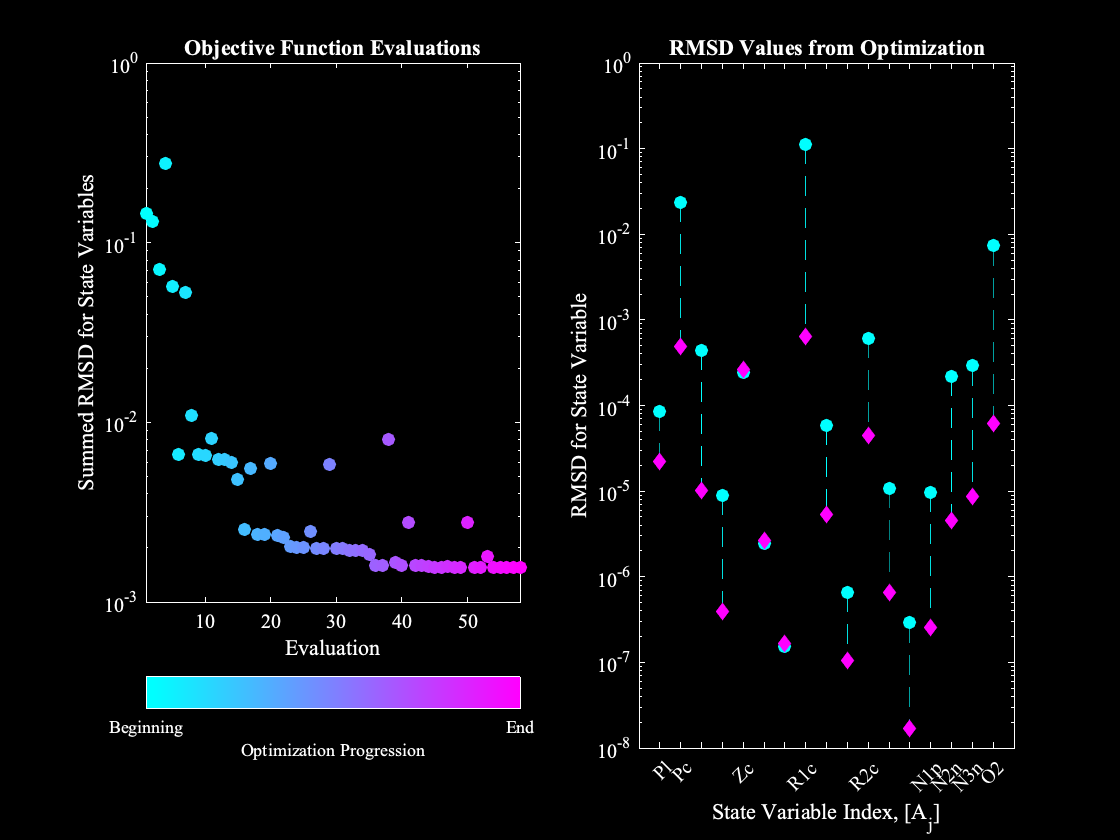 Objective Function Evaluations
10^0
10^-1
10^-2
10^-3
Summed RMSD for State Variables
10 20 30 40 50
Evaluation
Beginning End
Optimization Progression
RMSD Values from Optimization
10^0
10^-1
10^-2
10^-3
10^-4
10^-5
10^-6
10^-7
10^-8
RMSD for State Variable
P1 Pc Zc R1c R2c N1p N2n N3n O2
State Variable Index, [A_j]